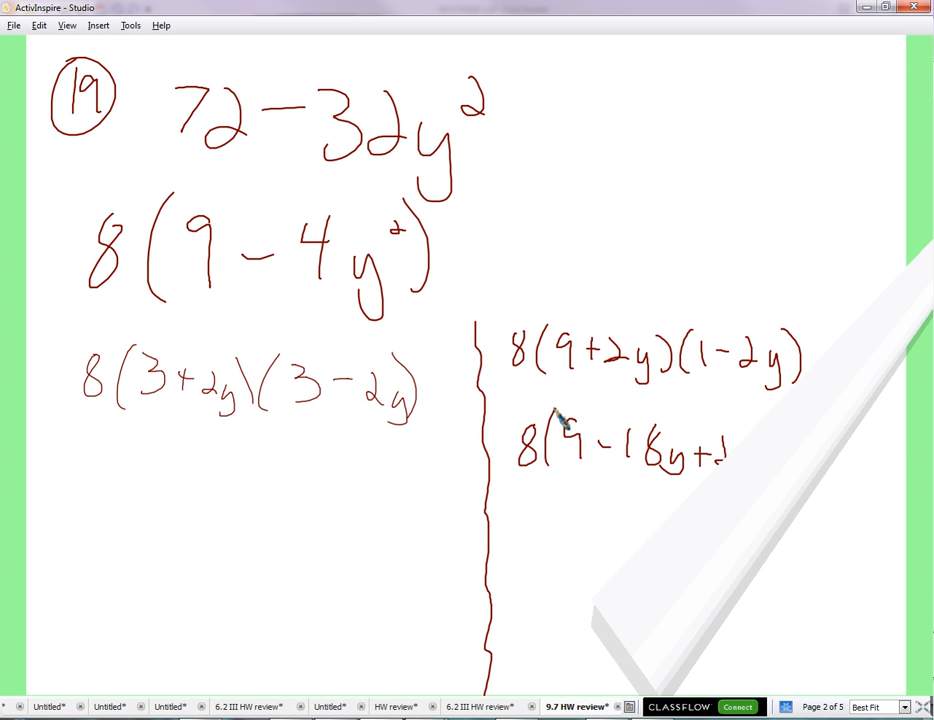 ActivInspire - Studio
File Edit View Insert Tools Help
19 72 - 32y²
8(9 - 4y²)
8(3+2y)(3-2y)
8(9+2y)(1-2y)
8(9-18y+
Untitled* Untitled* Untitled* 6.2 III HW review* Untitled* HW review* 6.2 III HW review* 9.7 HW review* CLASSFLOW Connect Page 2 of 5 Best Fit